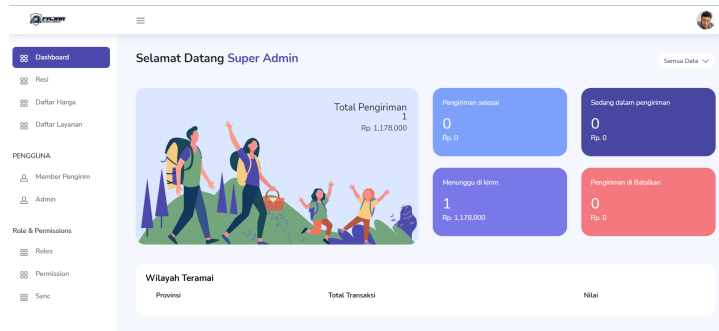 FAJAR
Selamat Datang Super Admin
Semua Data
Dashboard
Resi
Daftar Harga
Daftar Layanan
PENGGUNA
Member Pengirim
Admin
Role & Permissions
Roles
Permission
Sync
Total Pengiriman
1
Rp. 1,178,000
Pengiriman selesai
0
Rp. 0
Sedang dalam pengiriman
0
Rp. 0
Menunggu di kirim
1
Rp. 1,178,000
Pengiriman di Batalkan
0
Rp. 0
Wilayah Teramai
Provinsi Total Transaksi Nilai